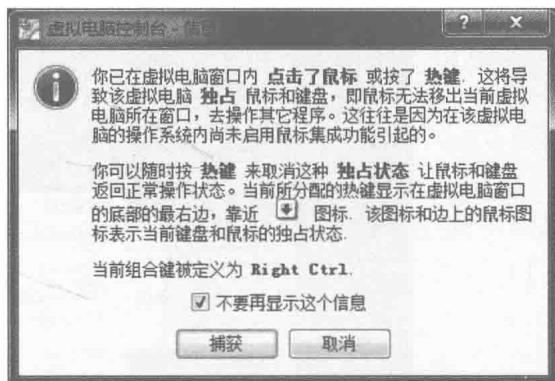 虚拟电脑控制台 - 信息
你已在虚拟电脑窗口内 点击了鼠标 或按了 热键. 这将导
致该虚拟电脑 独占 鼠标和键盘，即鼠标无法移出当前虚拟
电脑所在窗口，去操作其它程序。这往往是因为在该虚拟电
脑的操作系统内尚未启用鼠标集成功能引起的。
你可以随时按 热键 来取消这种 独占状态 让鼠标和键盘
返回正常操作状态。当前所分配的热键显示在虚拟电脑窗口
的底部的最右边，靠近 图标. 该图标和边上的鼠标图
标表示当前键盘和鼠标的独占状态.
当前组合键被定义为 Right Ctrl.
不要再显示这个信息
捕获 取消